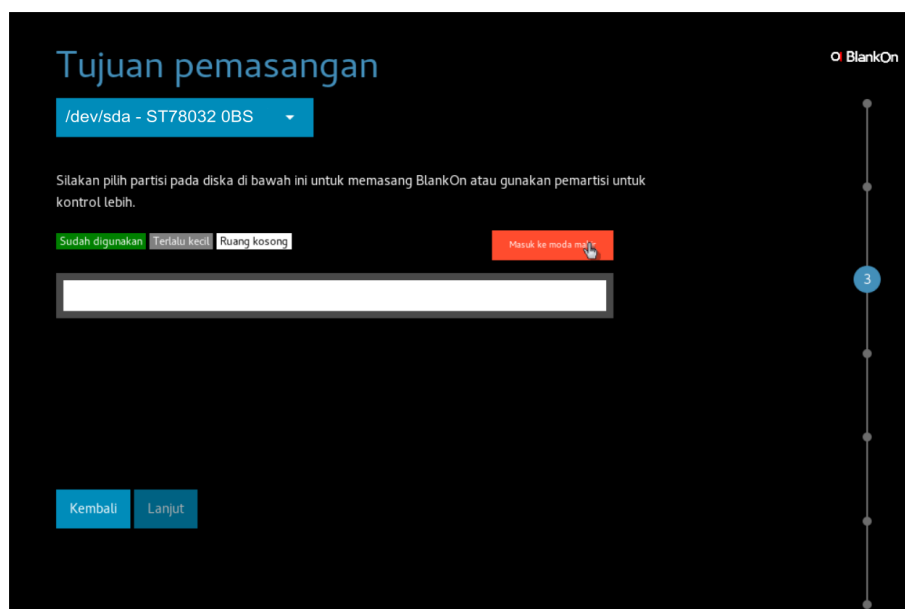 Tujuan pemasangan
BlankOn
/dev/sda - ST78032 0BS
Silakan pilih partisi pada diska di bawah ini untuk memasang BlankOn atau gunakan pemartisi untuk
kontrol lebih.
Sudah digunakan Terlalu kecil Ruang kosong
Masuk ke moda
3
Kembali Lanjut